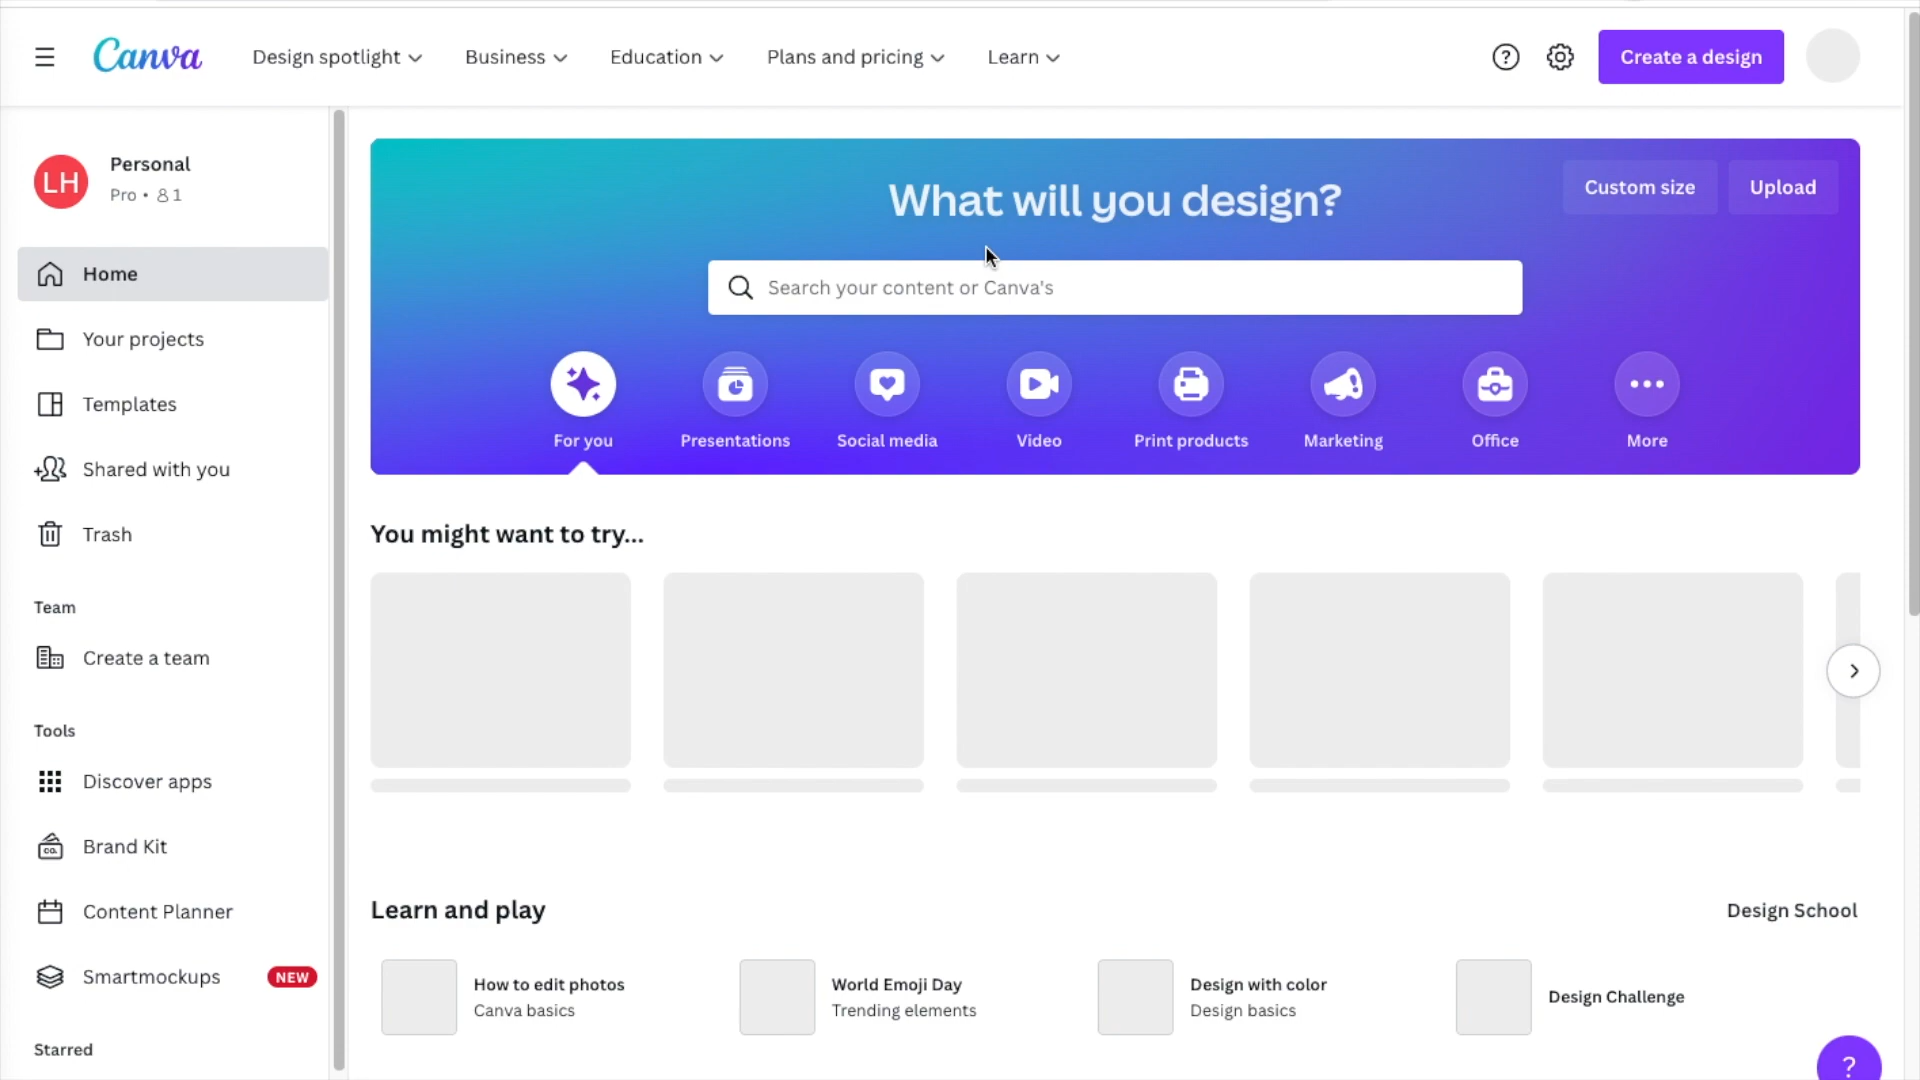 Canva
Design spotlight
Business
Education
Plans and pricing
Learn
?
Create a design
LH
Personal
Pro • 1
Home
Your projects
Templates
Shared with you
Trash
Team
Create a team
Tools
Discover apps
CO.
Brand Kit
Content Planner
Smartmockups
NEW
Starred
What will you design?
Custom size
Upload
Search your content or Canva's
For you
Presentations
Social media
Video
Print products
Marketing
Office
More
You might want to try...
Learn and play
Design School
How to edit photos
Canva basics
World Emoji Day
Trending elements
Design with color
Design basics
Design Challenge
?